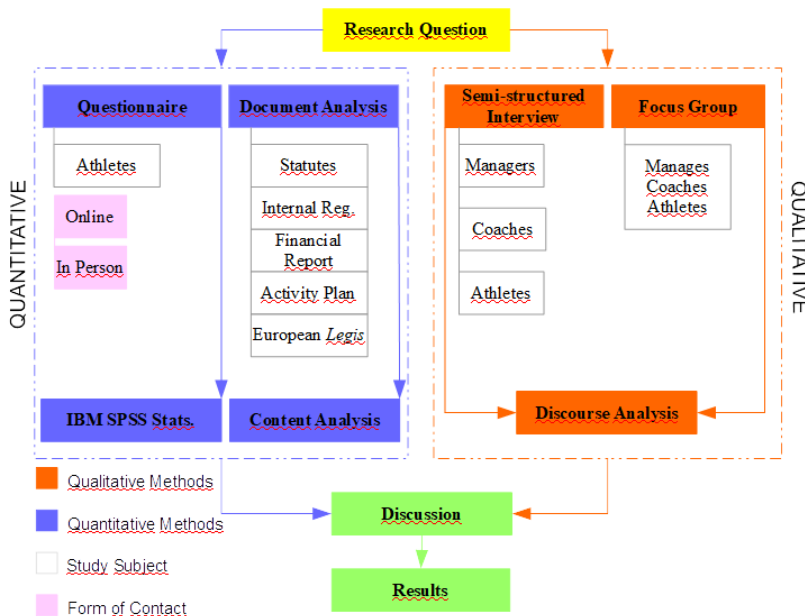 Research Question
QUANTITATIVE
Questionnaire
Athletes
Online
In Person
IBM SPSS Stats.
Document Analysis
Statutes
Internal Reg.
Financial
Report
Activity Plan
European Legis
Content Analysis
Semi-structured
Interview
Managers
Coaches
Athletes
Focus Group
Manages
Coaches
Athletes
Discourse Analysis
QUALITATIVE
Discussion
Results
Qualitative Methods
Quantitative Methods
Study Subject
Form of Contact